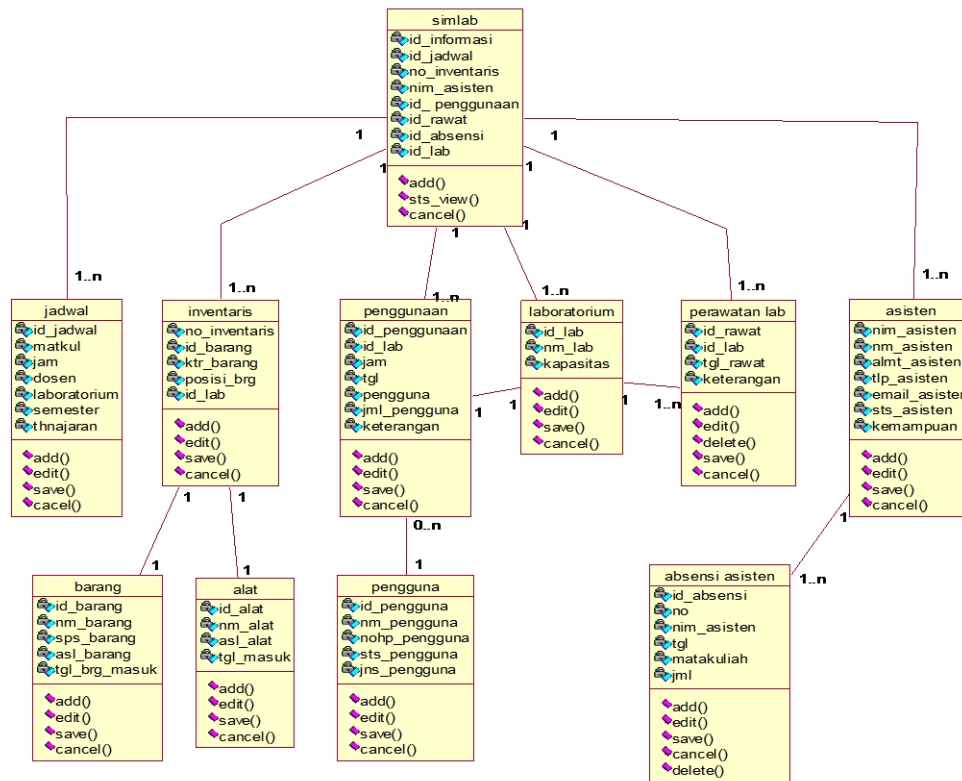 simlab
id_informasi
id_jadwal
no_inventaris
nim_asisten
id_ penggunaan
id_rawat
id_absensi
id_lab
add()
sts_view()
cancel()
1
1
1
1
1
1
1..n
1..n
1..n
1..n
1..n
1..n
jadwal
id_jadwal
matkul
jam
dosen
laboratorium
semester
thnajaran
add()
edit()
save()
cacel()
inventaris
no_inventaris
id_barang
ktr_barang
posisi_brg
id_lab
add()
edit()
save()
cancel()
penggunaan
id_penggunaan
id_lab
jam
tgl
pengguna
jml_pengguna
keterangan
add()
edit()
save()
cancel()
laboratorium
id_lab
nm_lab
kapasitas
add()
edit()
save()
cancel()
perawatan lab
id_rawat
id_lab
tgl_rawat
keterangan
add()
edit()
delete()
save()
cancel()
asisten
nim_asisten
nm_asisten
almt_asisten
tlp_asisten
email_asisten
sts_asisten
kemampuan
add()
edit()
save()
cancel()
1
1
1
1..n
1
1
1
1
0..n
1
1
1..n
barang
id_barang
nm_barang
sps_barang
asl_barang
tgl_brg_masuk
add()
edit()
save()
cancel()
alat
id_alat
nm_alat
asl_alat
tgl_masuk
add()
edit()
save()
cancel()
pengguna
id_pengguna
nm_pengguna
nohp_pengguna
sts_pengguna
jns_pengguna
add()
edit()
save()
cancel()
absensi asisten
id_absensi
no
nim_asisten
tgl
matakuliah
jml
add()
edit()
save()
cancel()
delete()